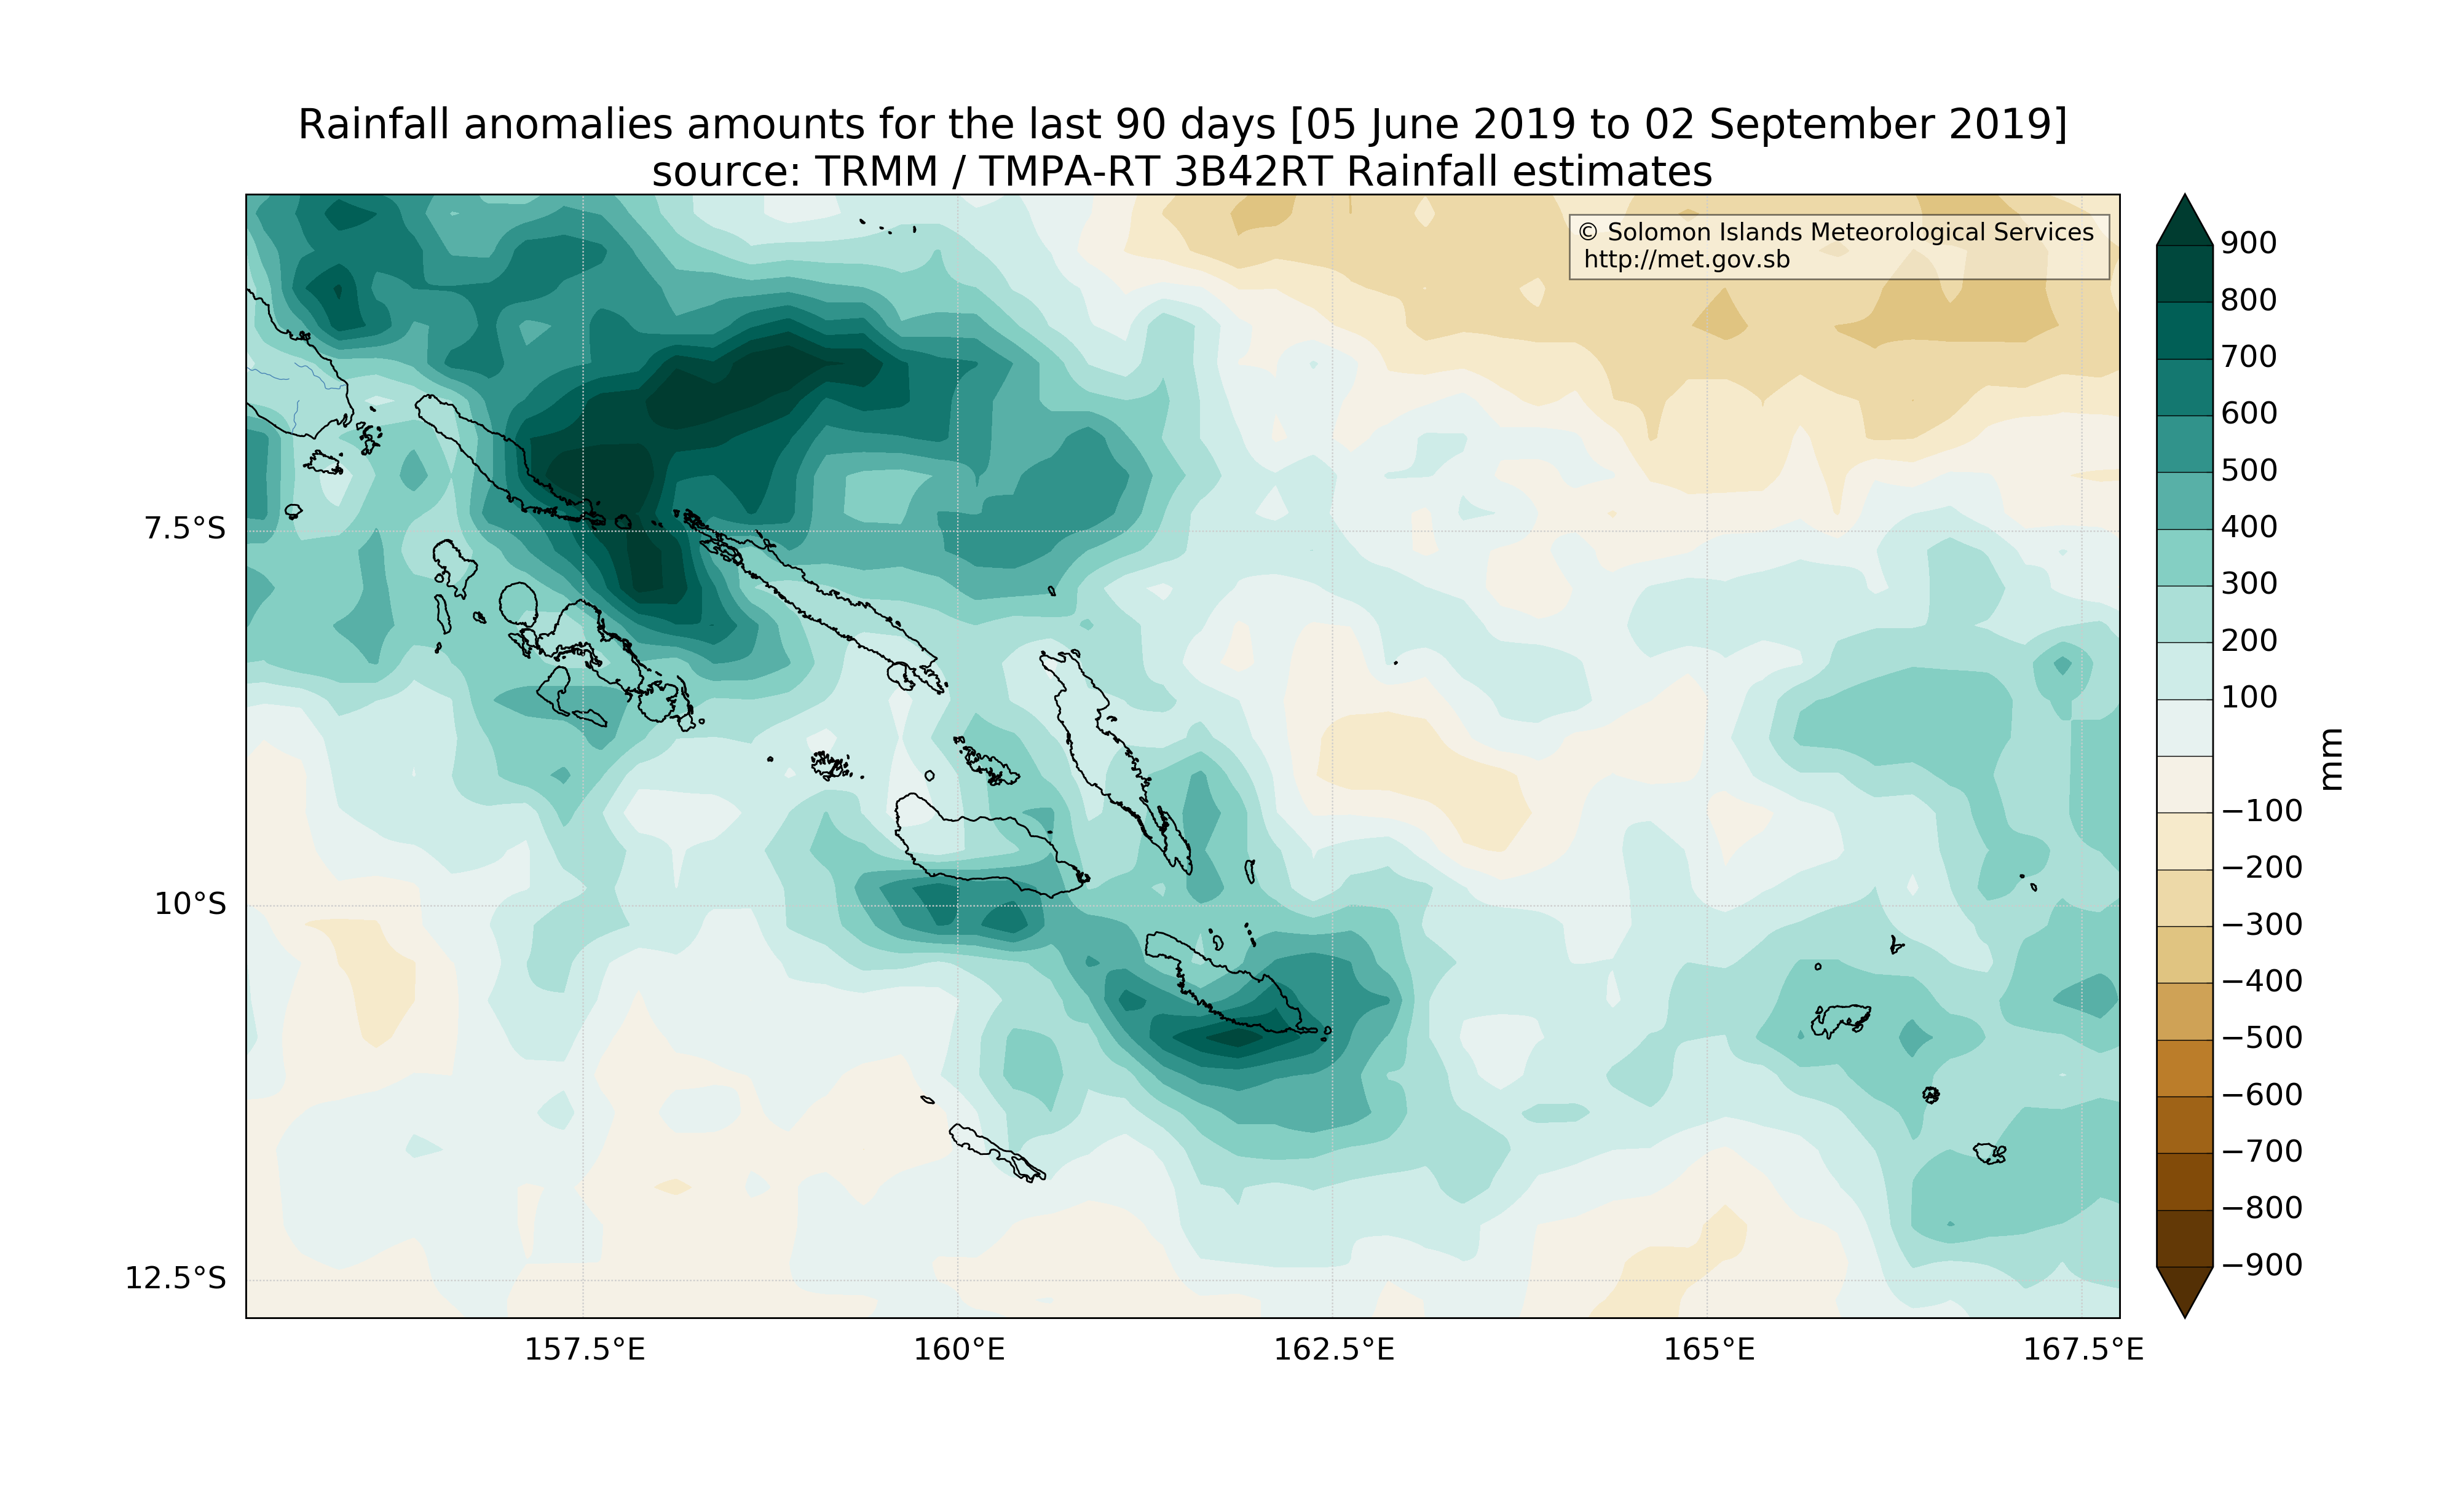 Rainfall anomalies amounts for the last 90 days [05 June 2019 to 02 September 2019]
source: TRMM / TMPA-RT 3B42RT Rainfall estimates
© Solomon Islands Meteorological Services
http://met.gov.sb
7.5°S
10°S
12.5°S
157.5°E
160°E
162.5°E
165°E
167.5°E
900
800
700
600
500
400
300
200
100
−100
−200
−300
−400
−500
−600
−700
−800
−900
mm